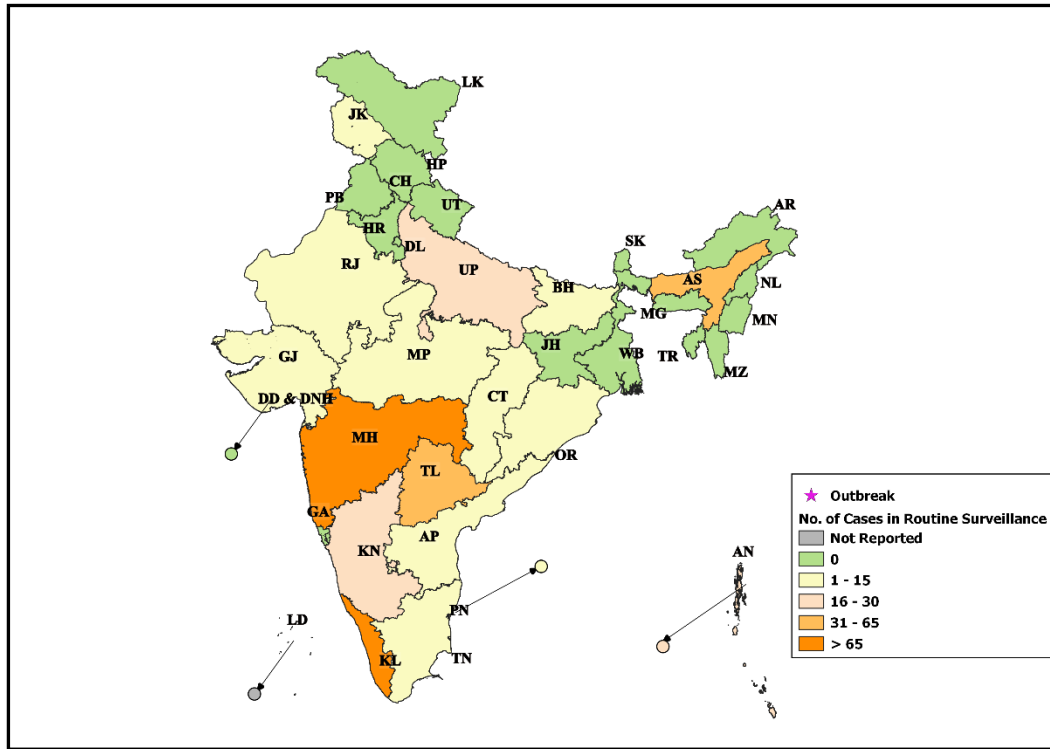 LK
JK
HP
CH
PB
UT
AR
HR
DL
SK
RJ
UP
BH
AS
NL
MG
MN
JH
WB
TR
MZ
GJ
MP
CT
DD & DNH
MH
OR
TL
GA
KN
AP
AN
PN
LD
KL
TN
Outbreak
No. of Cases in Routine Surveillance
Not Reported
0
1 - 15
16 - 30
31 - 65
> 65